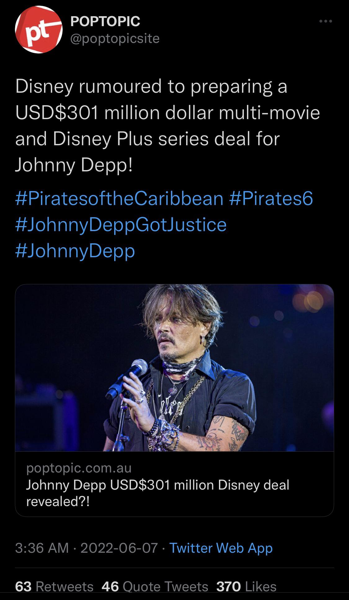 pt
POPTOPIC
@poptopicsite
Disney rumoured to preparing a
USD$301 million dollar multi-movie
and Disney Plus series deal for
Johnny Depp!
#PiratesoftheCaribbean #Pirates6
#JohnnyDeppGotJustice
#JohnnyDepp
poptopic.com.au
Johnny Depp USD$301 million Disney deal
revealed?!
3:36 AM · 2022-06-07 · Twitter Web App
63 Retweets 46 Quote Tweets 370 Likes